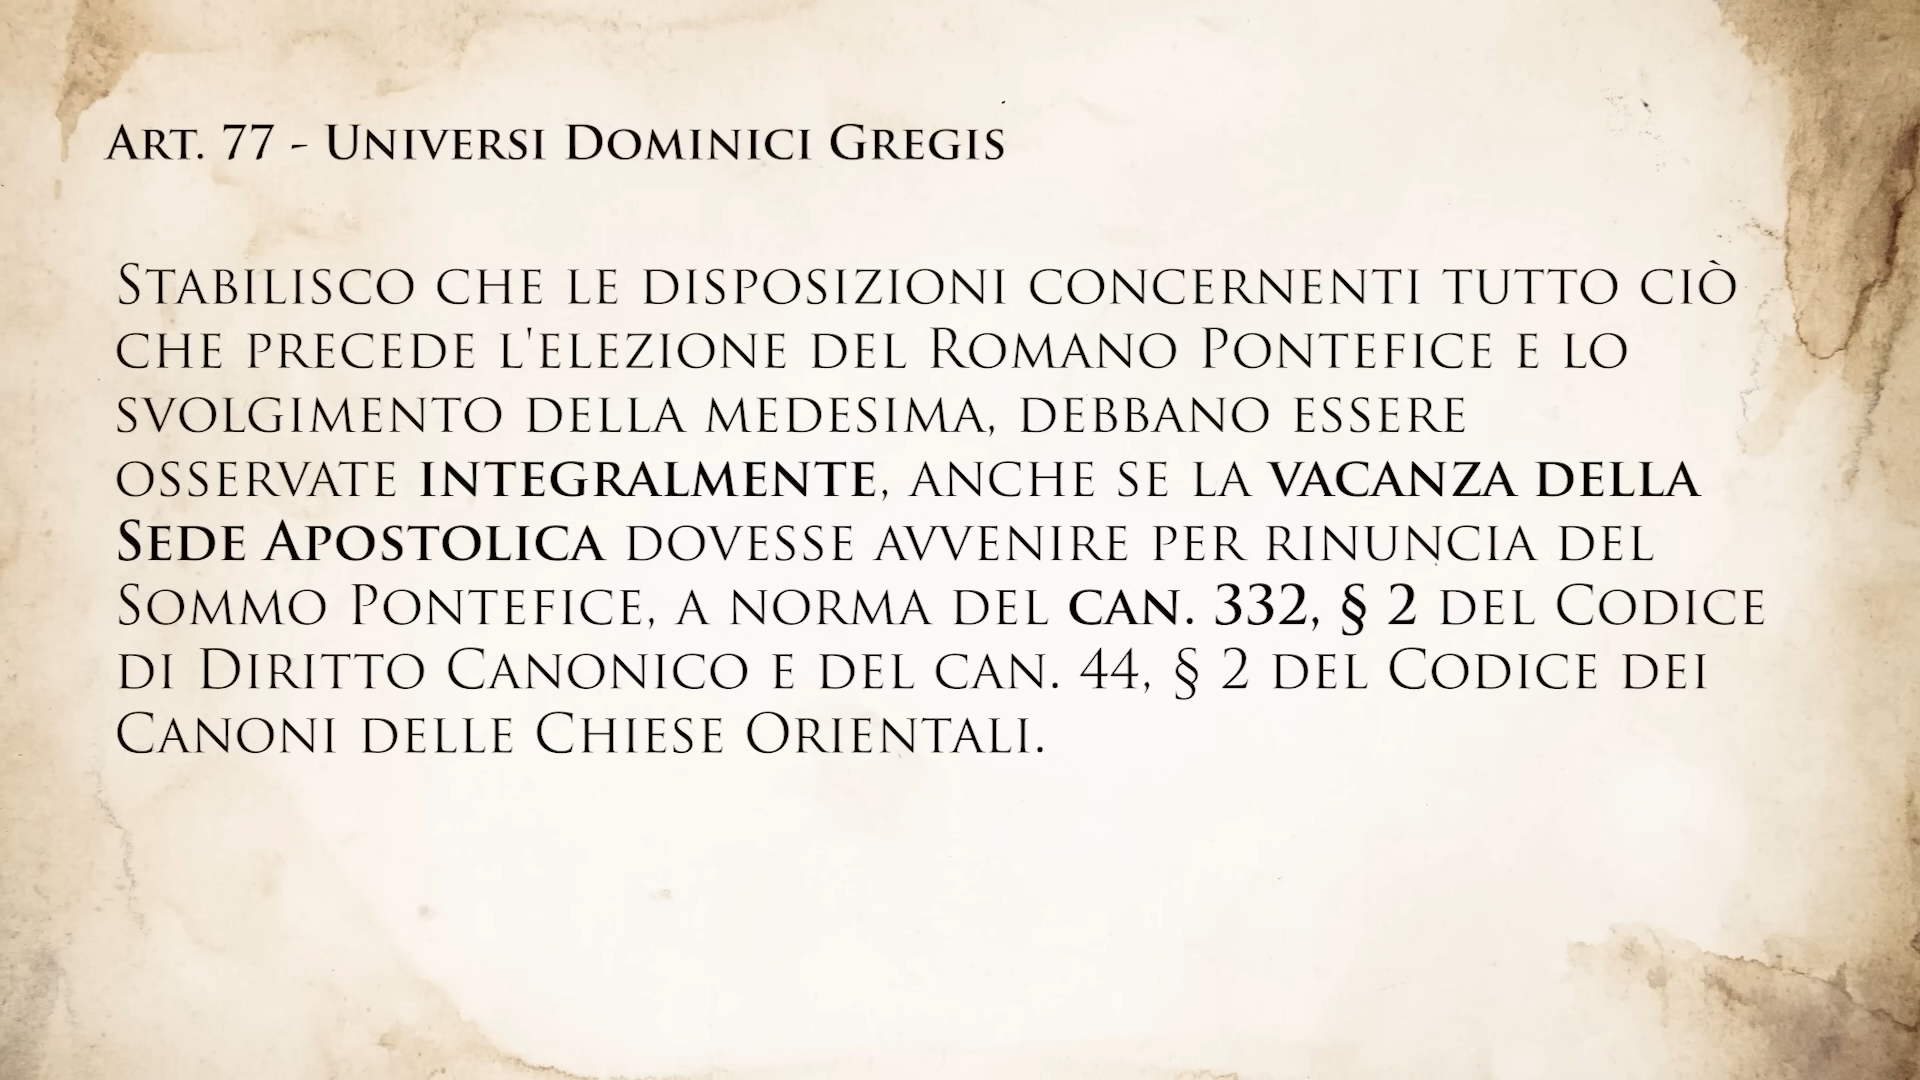 Art. 77 - Universi Dominici Gregis
Stabilisco che le disposizioni concernenti tutto ciò
che precede l'elezione del Romano Pontefice e lo
svolgimento della medesima, debbano essere
osservate integralmente, anche se la vacanza della
Sede Apostolica dovesse avvenire per rinuncia del
Sommo Pontefice, a norma del can. 332, § 2 del Codice
di Diritto Canonico e del can. 44, § 2 del Codice dei
Canoni delle Chiese Orientali.